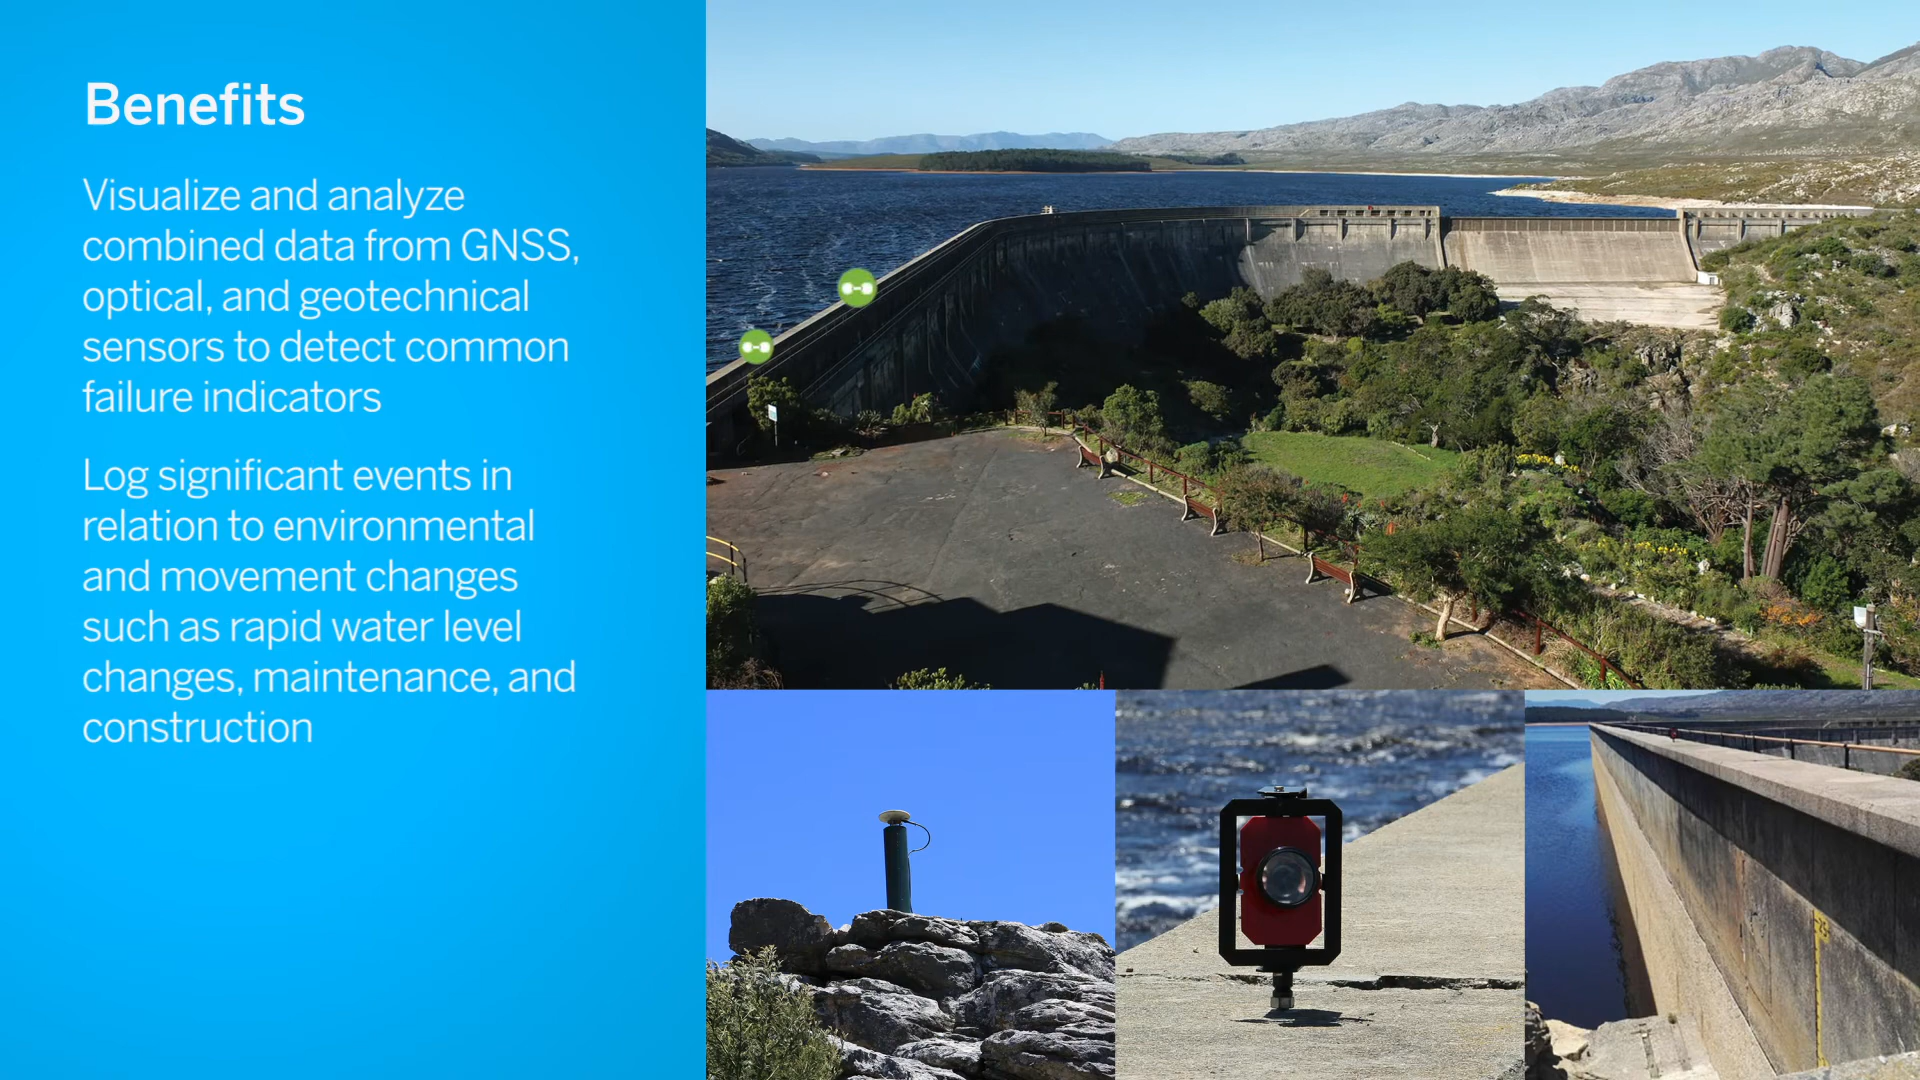 Benefits
Visualize and analyze
combined data from GNSS,
optical, and geotechnical
sensors to detect common
failure indicators
Log significant events in
relation to environmental
and movement changes
such as rapid water level
changes, maintenance, and
construction